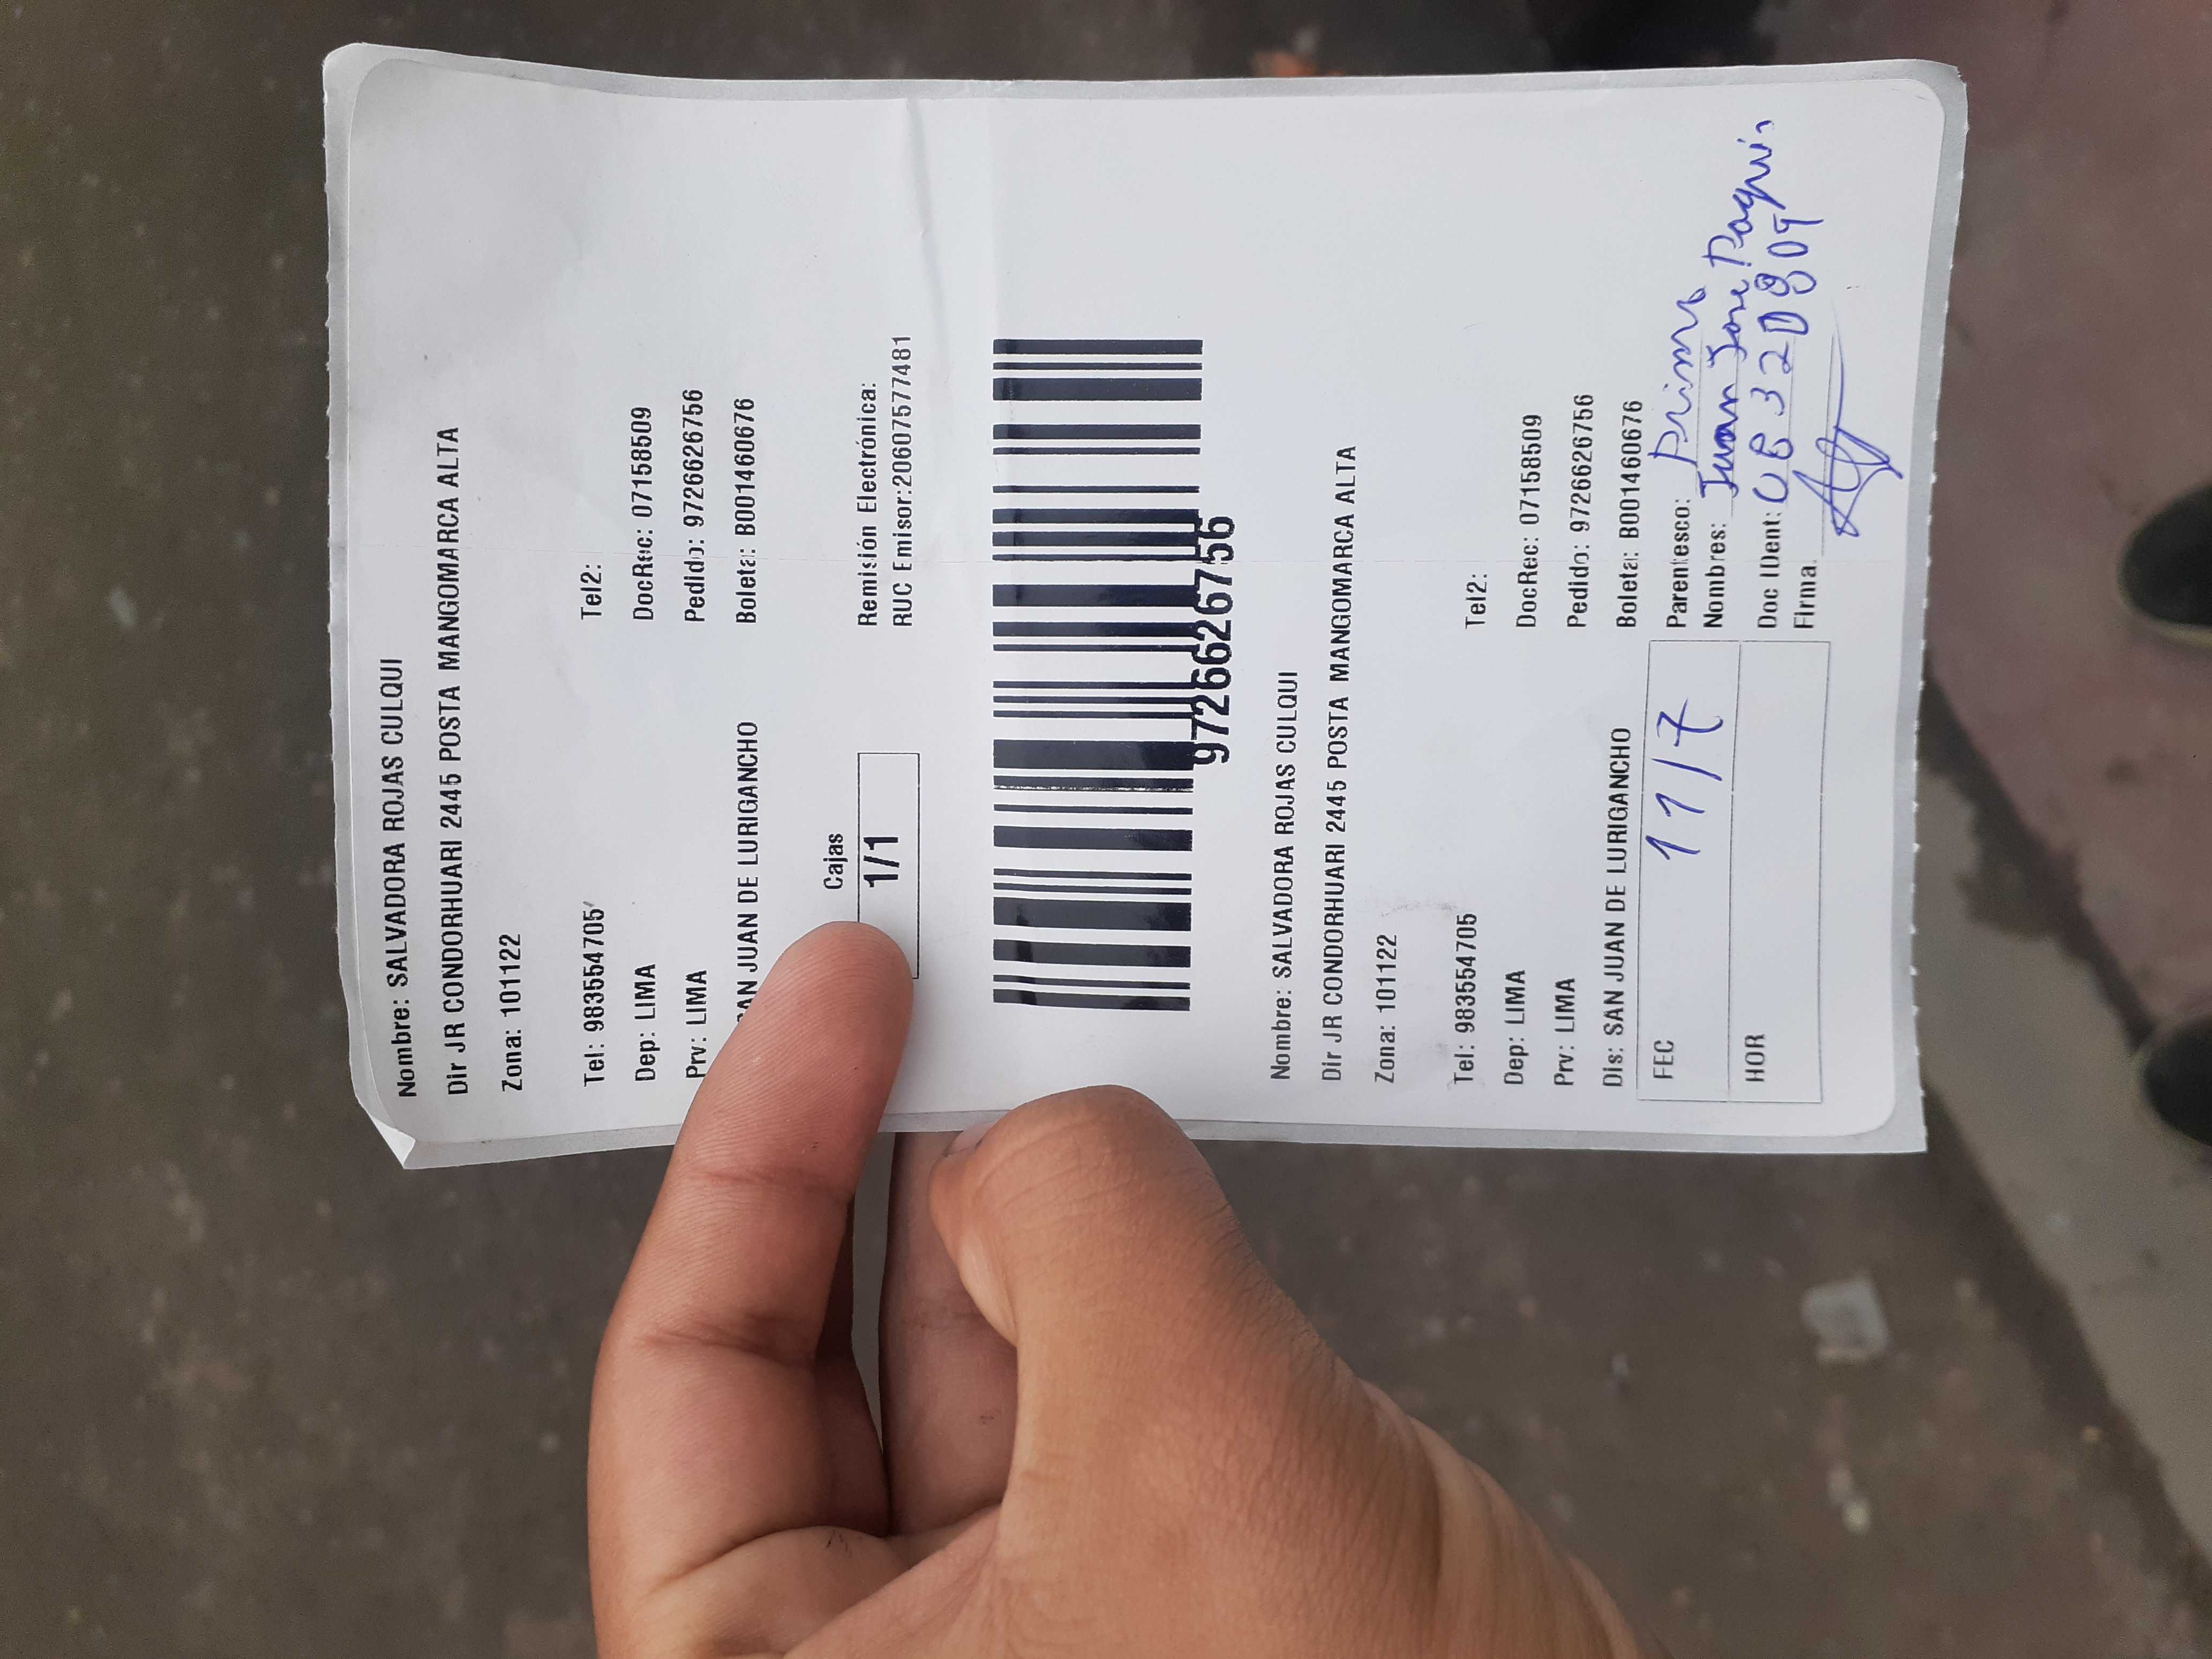 Nombre: SALVADORA ROJAS CULQUI
Dir JR CONDORHUARI 2445 POSTA MANGOMARCA ALTA
Zona: 101122
Tel: 983554705 Tel2:
Dep: LIMA DocRec: 07158509
Prv: LIMA Pedido: 9726626756
SAN JUAN DE LURIGANCHO Boleta: B001460676
Cajas
1/1
Remisión Electrónica:
RUC Emisor:20607577481
9726626756
Nombre: SALVADORA ROJAS CULQUI
Dir JR CONDORHUARI 2445 POSTA MANGOMARCA ALTA
Zona: 101122
Tel: 983554705 Tel2:
Dep: LIMA DocRec: 07158509
Prv: LIMA Pedido: 9726626756
Dis: SAN JUAN DE LURIGANCHO Boleta: B001460676
FEC 11/7 Parentesco: primo
Nombres: Juan Jose
HOR Doc IDent:
Firma.